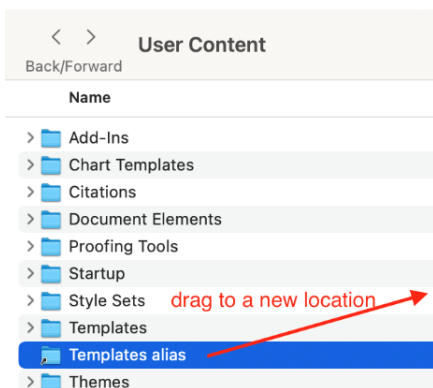 User Content
Back/Forward
Name
Add-Ins
Chart Templates
Citations
Document Elements
Proofing Tools
Startup
Style Sets drag to a new location
Templates
Templates alias
Themes